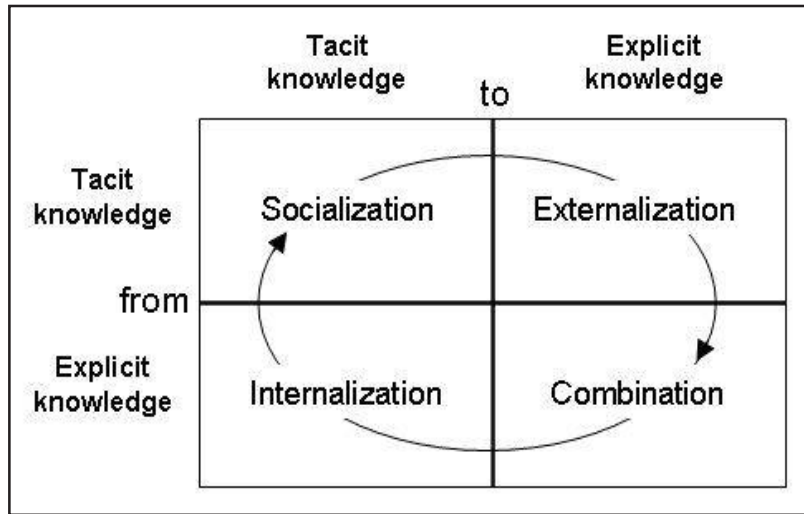 Tacit
knowledge
Explicit
knowledge
to
Tacit
knowledge
Socialization
Externalization
from
Explicit
knowledge
Internalization
Combination